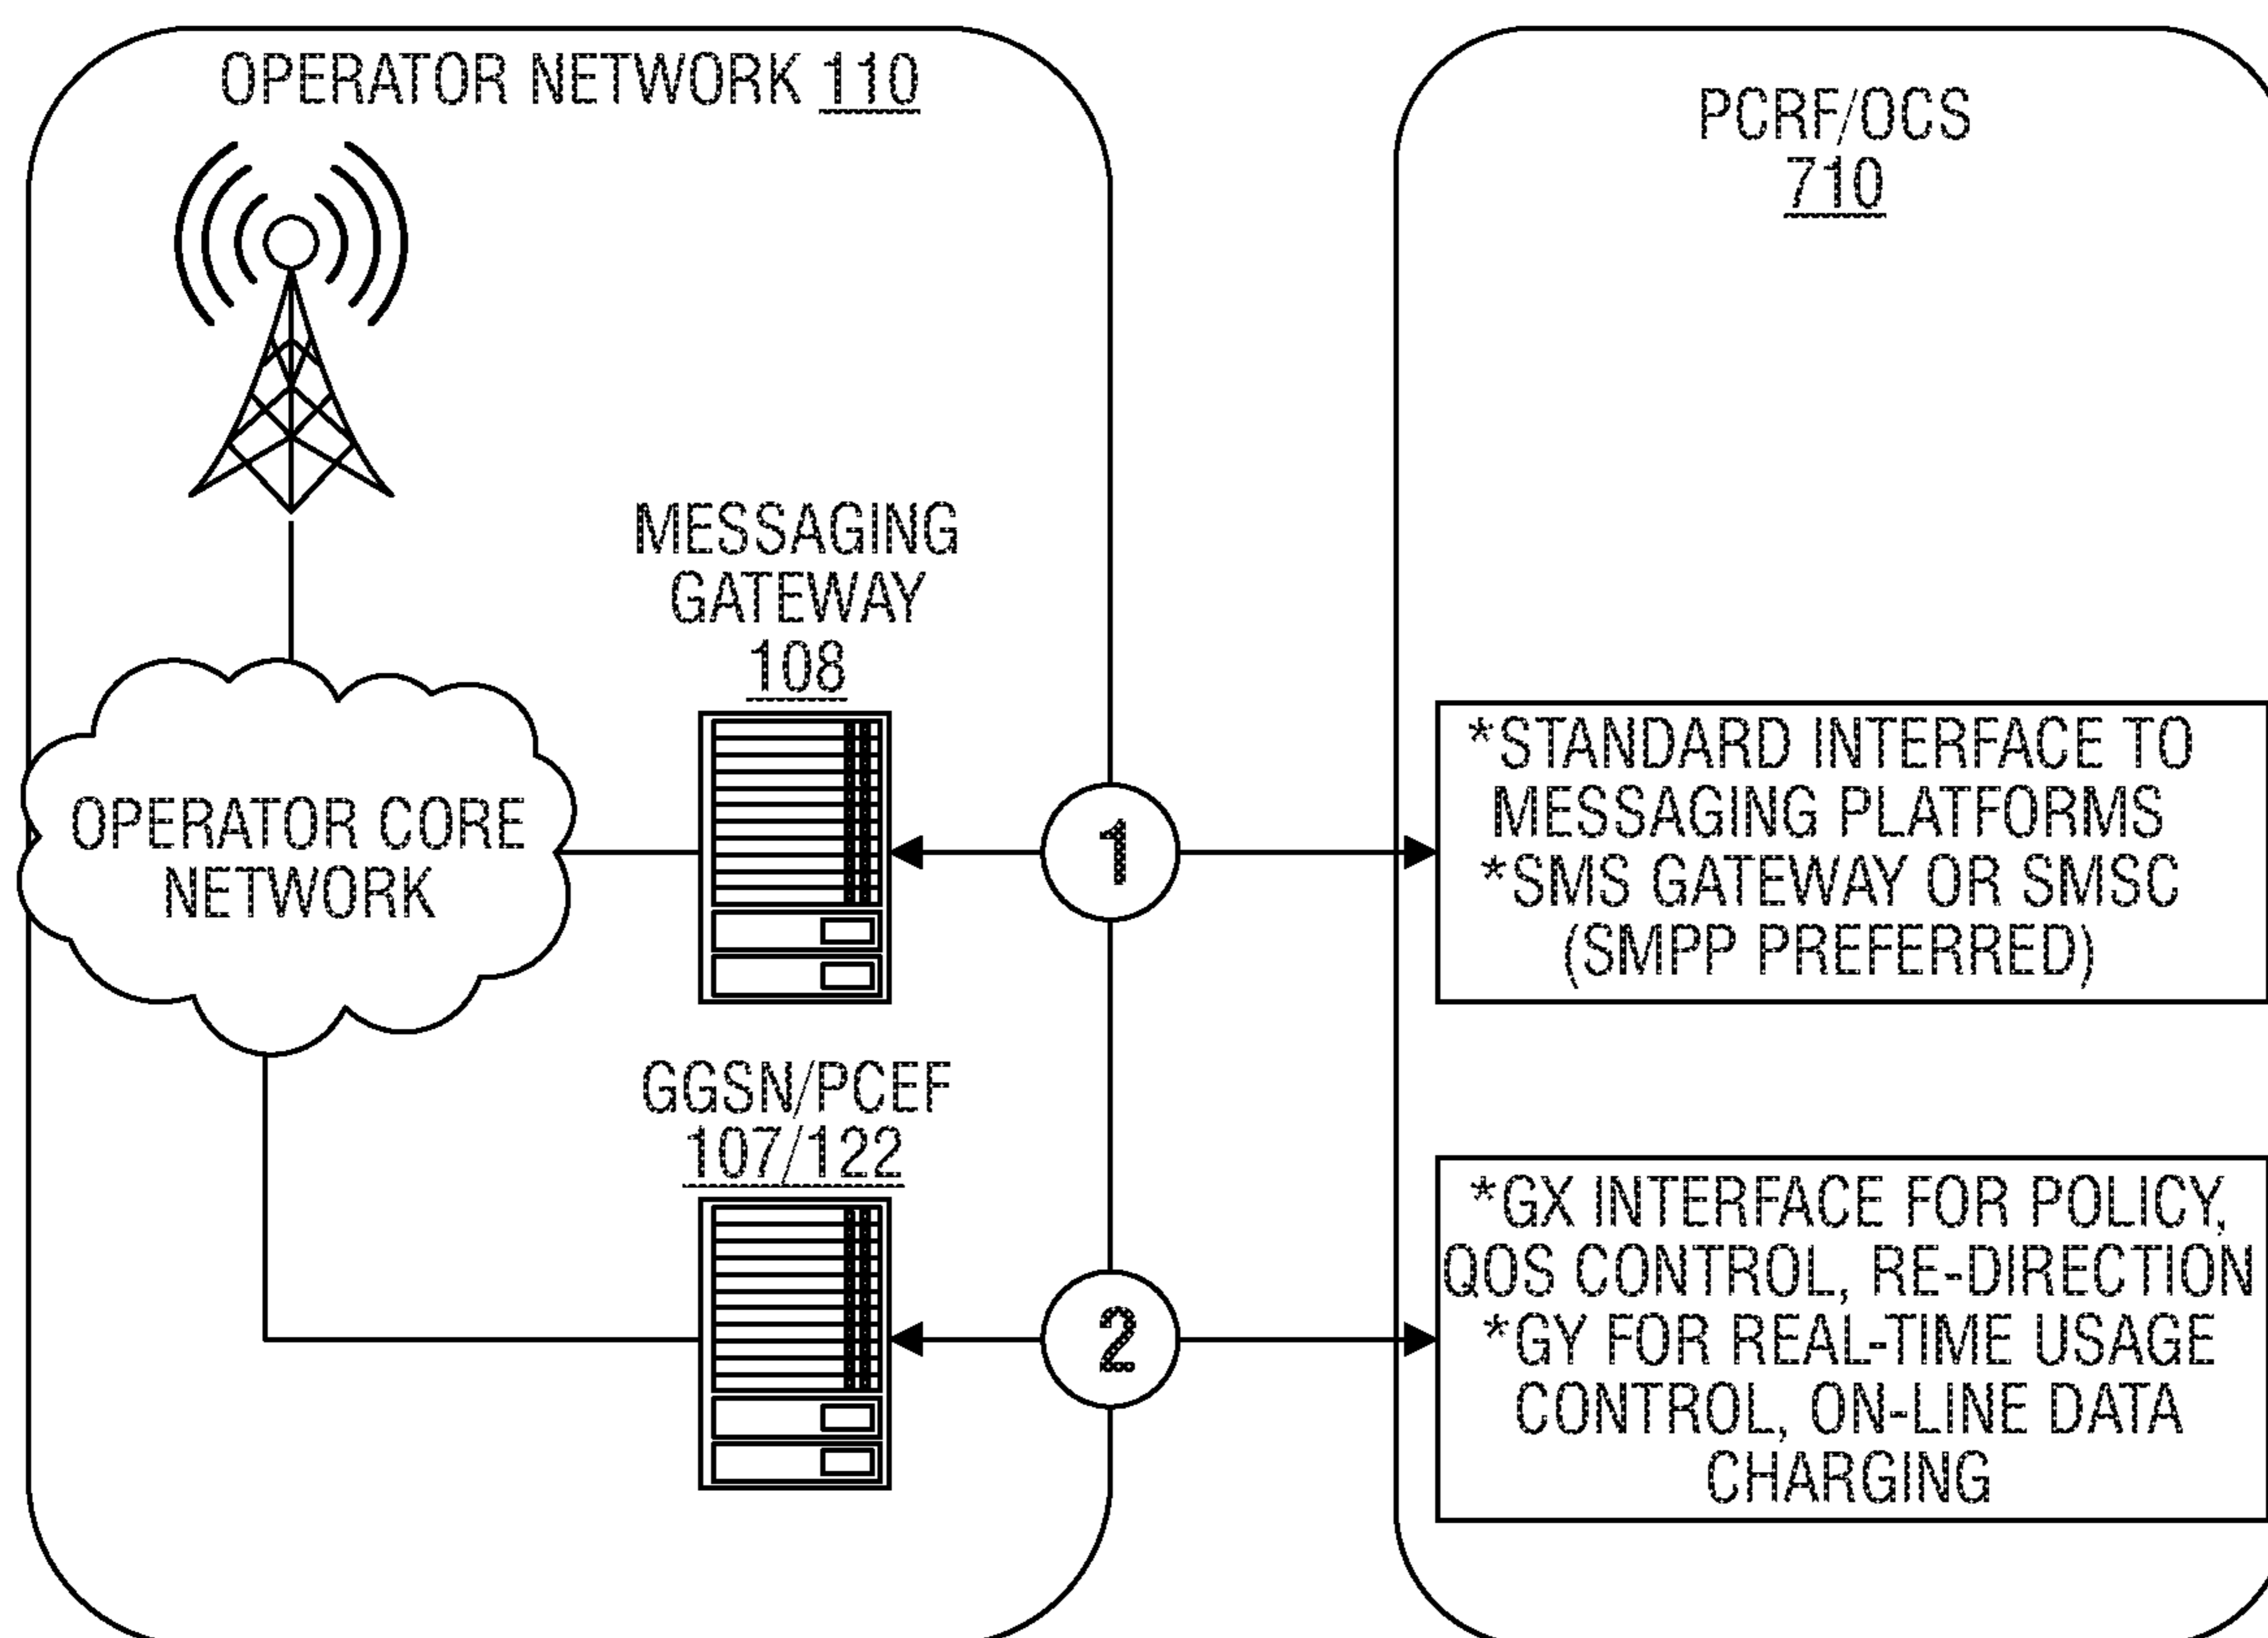 OPERATOR NETWORK 110
PCRF/OCS
710
MESSAGING
GATEWAY
108
OPERATOR CORE
NETWORK
1
*STANDARD INTERFACE TO
MESSAGING PLATFORMS
*SMS GATEWAY OR SMSC
(SMPP PREFERRED)
GGSN/PCEF
107/122
2
*GX INTERFACE FOR POLICY,
QOS CONTROL, RE-DIRECTION
*GY FOR REAL-TIME USAGE
CONTROL, ON-LINE DATA
CHARGING